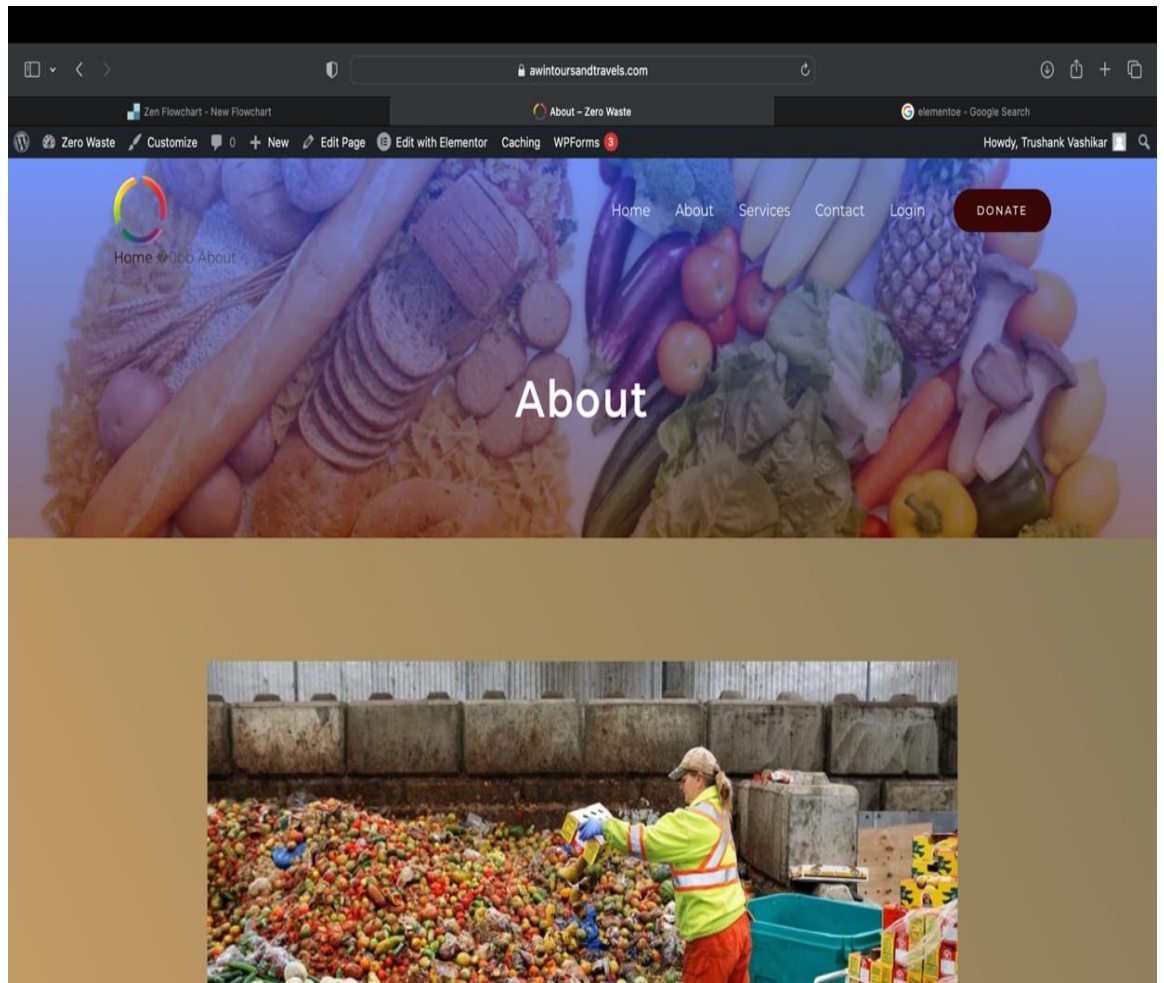 awintoursandtravels.com
Zen Flowchart - New Flowchart
About – Zero Waste
elementoe - Google Search
Zero Waste Customize 0 New Edit Page Edit with Elementor Caching WPForms 3 Howdy, Trushank Vashikar
Home About Services Contact Login DONATE
Home �0bb About
About